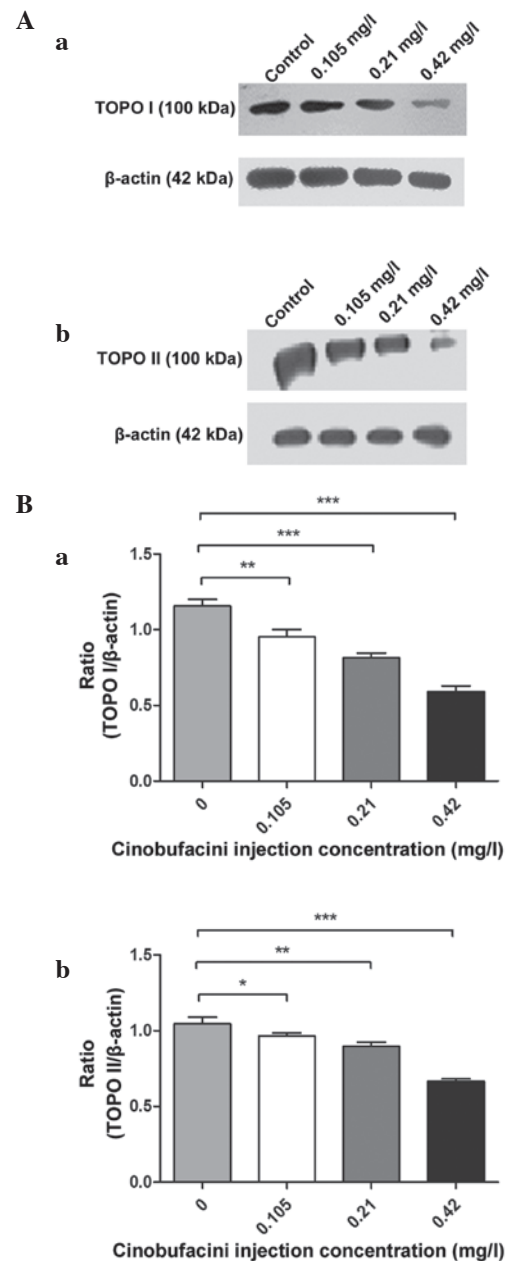 A
a
Control 0.105 mg/l 0.21 mg/l 0.42 mg/l
TOPO I (100 kDa)
β-actin (42 kDa)
b
Control 0.105 mg/l 0.21 mg/l 0.42 mg/l
TOPO II (100 kDa)
β-actin (42 kDa)
B
a
***
***
**
1.5
1.0
0.5
0.0
Ratio
(TOPO I/β-actin)
0 0.105 0.21 0.42
Cinobufacini injection concentration (mg/l)
b
***
**
*
1.5
1.0
0.5
0.0
Ratio
(TOPO II/β-actin)
0 0.105 0.21 0.42
Cinobufacini injection concentration (mg/l)